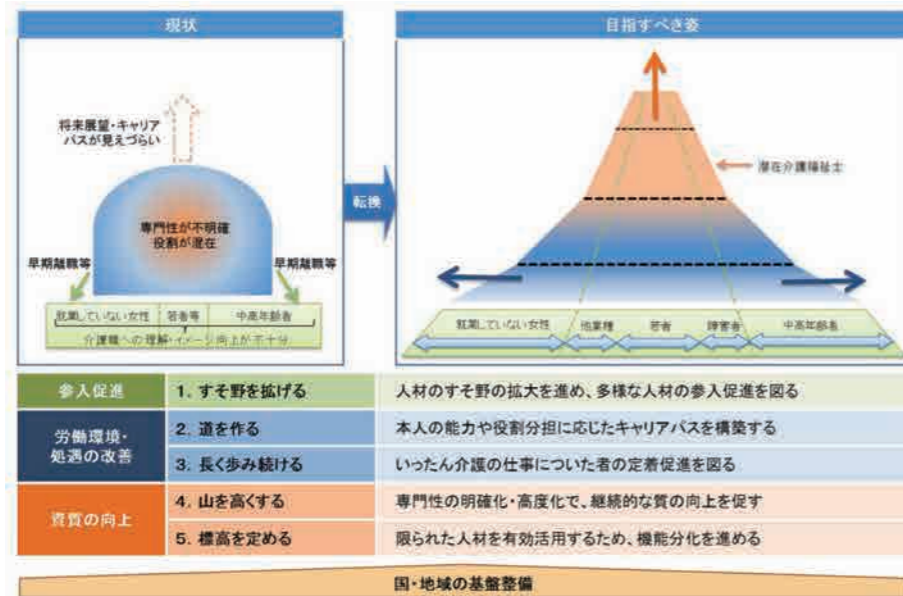 現状
目指すべき姿
将来展望・キャリア
パスが見えづらい
専門性が不明確
役割が混在
早期離職等
早期離職等
就業していない女性
若者等
中高年齢者
介護職への理解・イメージ向上が不十分
転換
潜在介護福祉士
就業していない女性
他業種
若者
障害者
中高年齢者
参入促進
1. すそ野を拡げる
人材のすそ野の拡大を進め、多様な人材の参入促進を図る
労働環境・
処遇の改善
2. 道を作る
本人の能力や役割分担に応じたキャリアパスを構築する
3. 長く歩み続ける
いったん介護の仕事についた者の定着促進を図る
資質の向上
4. 山を高くする
専門性の明確化・高度化で、継続的な質の向上を促す
5. 標高を定める
限られた人材を有効活用するため、機能分化を進める
国・地域の基盤整備